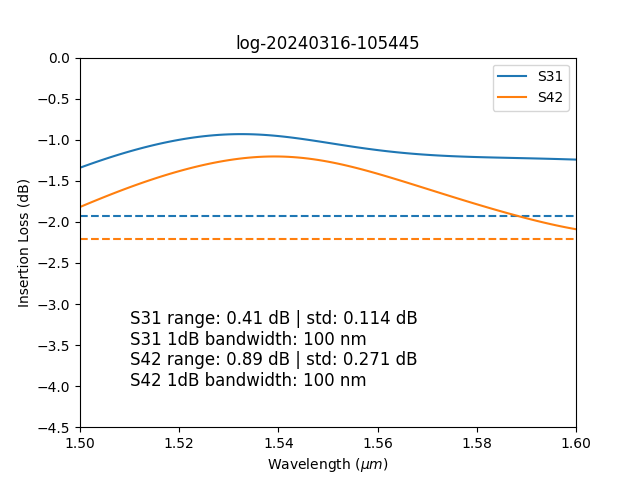 log-20240316-105445
0.0
−0.5
−1.0
−1.5
−2.0
−2.5
−3.0
−3.5
−4.0
−4.5
Insertion Loss (dB)
S31
S42
S31 range: 0.41 dB | std: 0.114 dB
S31 1dB bandwidth: 100 nm
S42 range: 0.89 dB | std: 0.271 dB
S42 1dB bandwidth: 100 nm
1.50 1.52 1.54 1.56 1.58 1.60
Wavelength (μm)